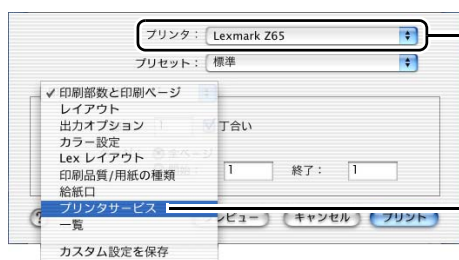 プリンタ： Lexmark Z65
プリセット： 標準
✓ 印刷部数と印刷ページ
レイアウト
出力オプション 1 丁合い
カラー設定
Lex レイアウト
印刷品質/用紙の種類 1 終了： 1
給紙口
プリンタサービス
? 一覧 レビュー キャンセル プリント
カスタム設定を保存